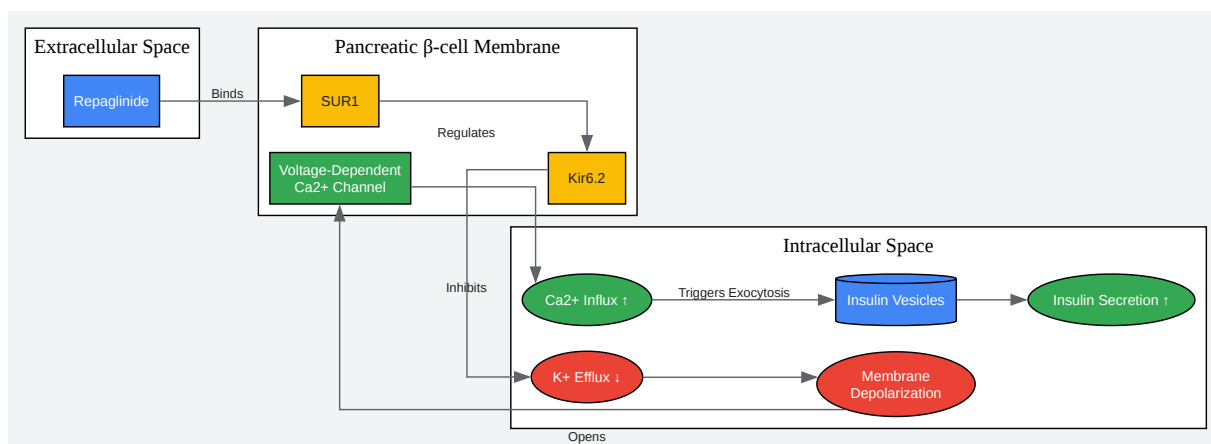 Extracellular Space
Pancreatic β-cell Membrane
Repaglinide
Binds
SUR1
Regulates
Voltage-Dependent
Ca2+ Channel
Kir6.2
Intracellular Space
Inhibits
Ca2+ Influx ↑
Triggers Exocytosis
Insulin Vesicles
Insulin Secretion ↑
K+ Efflux ↓
Membrane
Depolarization
Opens